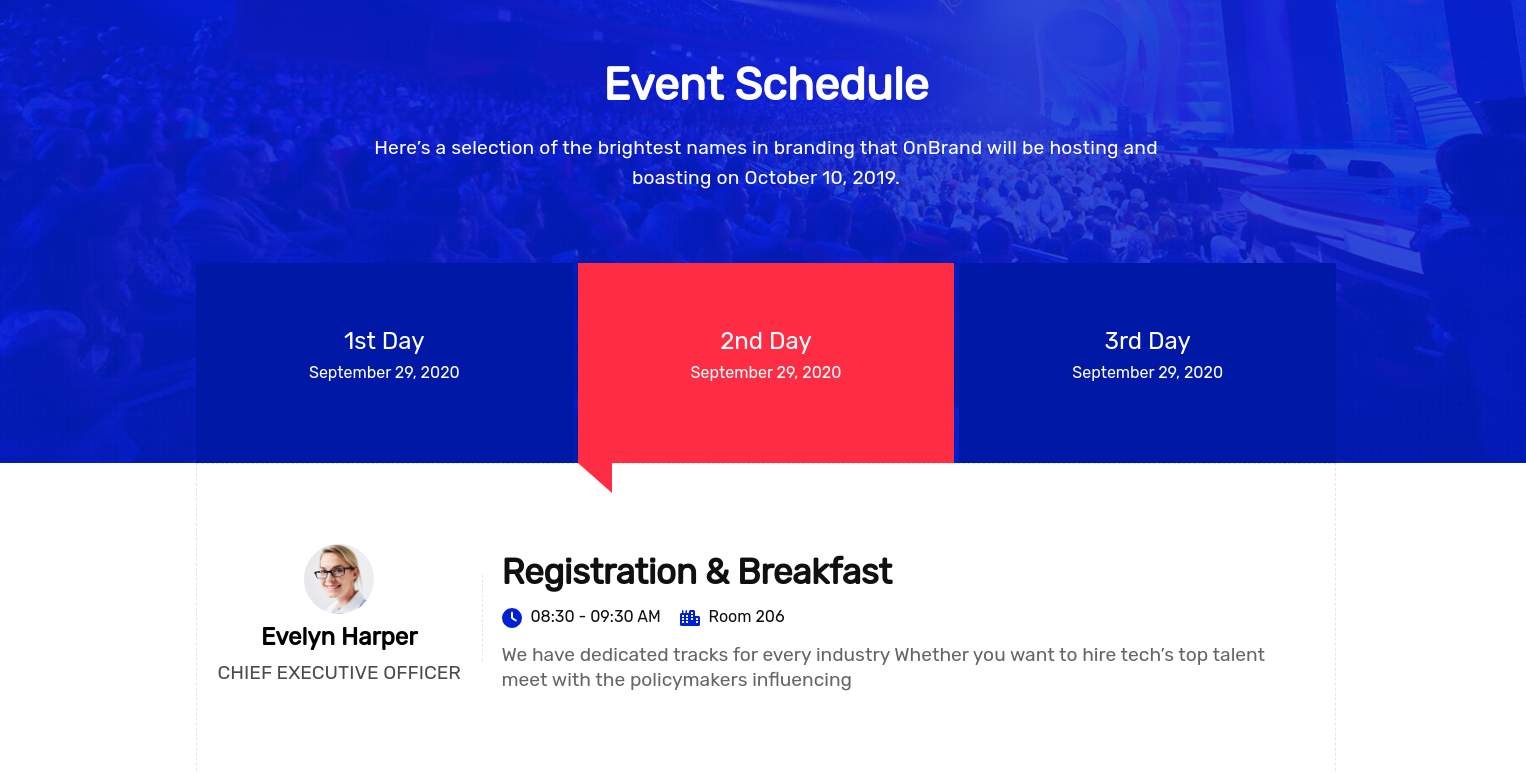 Event Schedule
Here’s a selection of the brightest names in branding that OnBrand will be hosting and
boasting on October 10, 2019.
1st Day
September 29, 2020
2nd Day
September 29, 2020
3rd Day
September 29, 2020
Evelyn Harper
CHIEF EXECUTIVE OFFICER
Registration & Breakfast
08:30 - 09:30 AM Room 206
We have dedicated tracks for every industry Whether you want to hire tech’s top talent
meet with the policymakers influencing